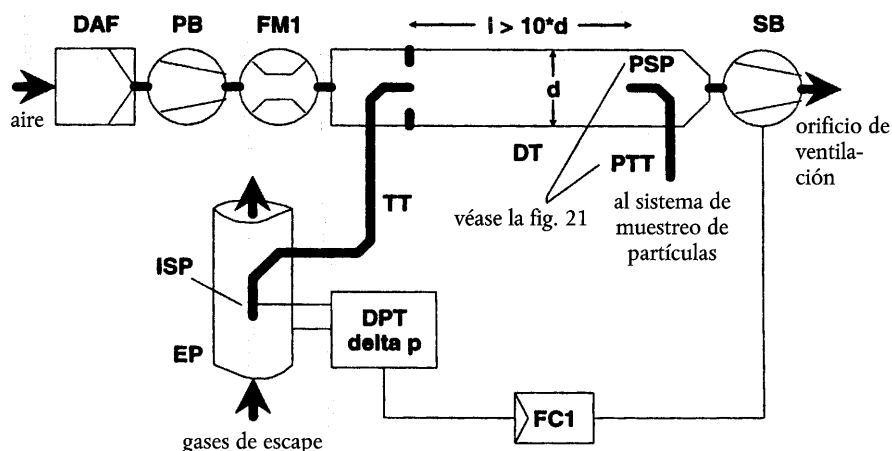 DAF
PB
FM1
l > 10*d
SB
aire
d
PSP
DT
PTT
orificio de
ventila-
ción
TT
véase la fig. 21
al sistema de
muestreo de
partículas
ISP
DPT
delta p
EP
FC1
gases de escape